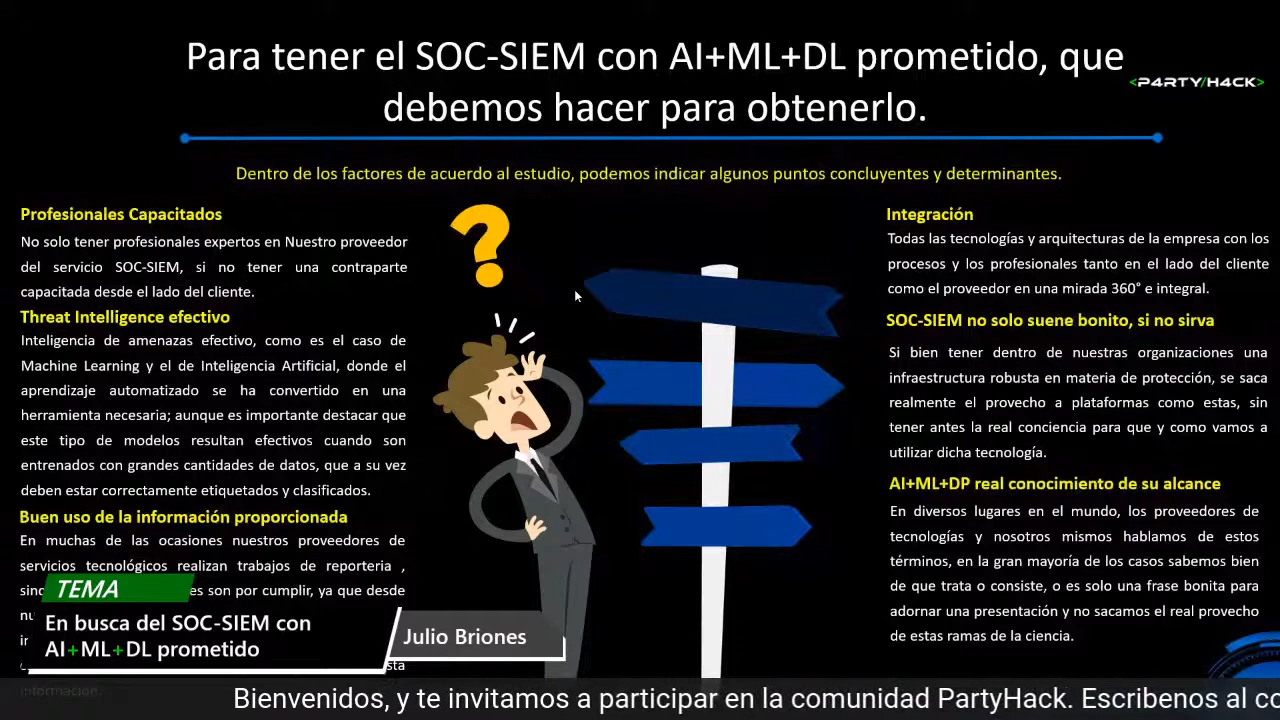 Para tener el SOC-SIEM con AI+ML+DL prometido, que
debemos hacer para obtenerlo.
<P4RTY/H4CK>
Dentro de los factores de acuerdo al estudio, podemos indicar algunos puntos concluyentes y determinantes.
Profesionales Capacitados
No solo tener profesionales expertos en Nuestro proveedor
del servicio SOC-SIEM, si no tener una contraparte
capacitada desde el lado del cliente.
Threat Intelligence efectivo
Inteligencia de amenazas efectivo, como es el caso de
Machine Learning y el de Inteligencia Artificial, donde el
aprendizaje automatizado se ha convertido en una
herramienta necesaria; aunque es importante destacar que
este tipo de modelos resultan efectivos cuando son
entrenados con grandes cantidades de datos, que a su vez
deben estar correctamente etiquetados y clasificados.
Buen uso de la información proporcionada
En muchas de las ocasiones nuestros proveedores de
servicios tecnológicos realizan trabajos de reporteria ,
es son por cumplir, ya que desde
información.
?
Integración
Todas las tecnologías y arquitecturas de la empresa con los
procesos y los profesionales tanto en el lado del cliente
como el proveedor en una mirada 360° e integral.
SOC-SIEM no solo suene bonito, si no sirva
Si bien tener dentro de nuestras organizaciones una
infraestructura robusta en materia de protección, se saca
realmente el provecho a plataformas como estas, sin
tener antes la real conciencia para que y como vamos a
utilizar dicha tecnología.
AI+ML+DP real conocimiento de su alcance
En diversos lugares en el mundo, los proveedores de
tecnologías y nosotros mismos hablamos de estos
términos, en la gran mayoría de los casos sabemos bien
de que trata o consiste, o es solo una frase bonita para
adornar una presentación y no sacamos el real provecho
de estas ramas de la ciencia.
TEMA
En busca del SOC-SIEM con
AI+ML+DL prometido
Julio Briones
Bienvenidos, y te invitamos a participar en la comunidad PartyHack. Escribenos al co